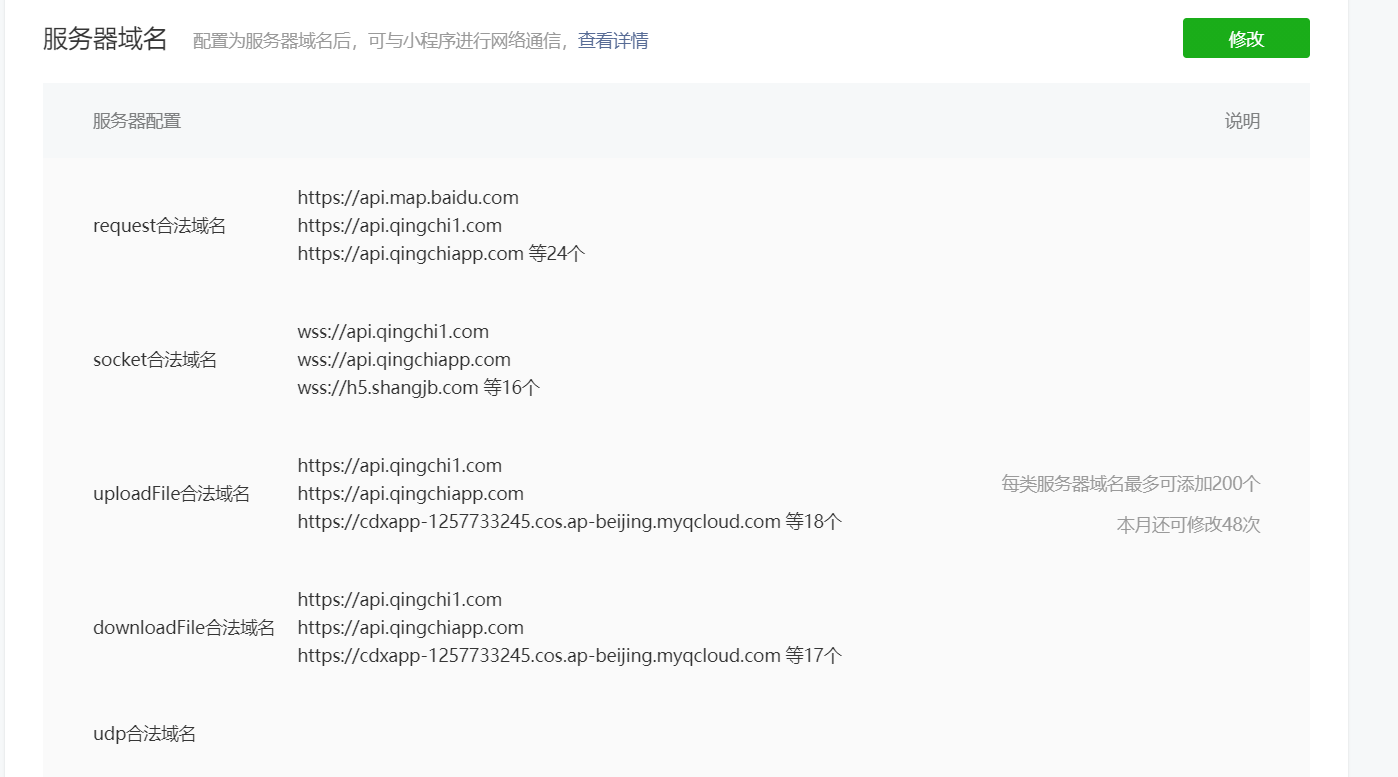 服务器域名 配置为服务器域名后，可与小程序进行网络通信，查看详情 修改
服务器配置 说明
request合法域名
https://api.map.baidu.com
https://api.qingchi1.com
https://api.qingchiapp.com 等24个
socket合法域名
wss://api.qingchi1.com
wss://api.qingchiapp.com
wss://h5.shangjb.com 等16个
uploadFile合法域名
https://api.qingchi1.com
https://api.qingchiapp.com
https://cdxapp-1257733245.cos.ap-beijing.myqcloud.com 等18个
每类服务器域名最多可添加200个
本月还可修改48次
downloadFile合法域名
https://api.qingchi1.com
https://api.qingchiapp.com
https://cdxapp-1257733245.cos.ap-beijing.myqcloud.com 等17个
udp合法域名